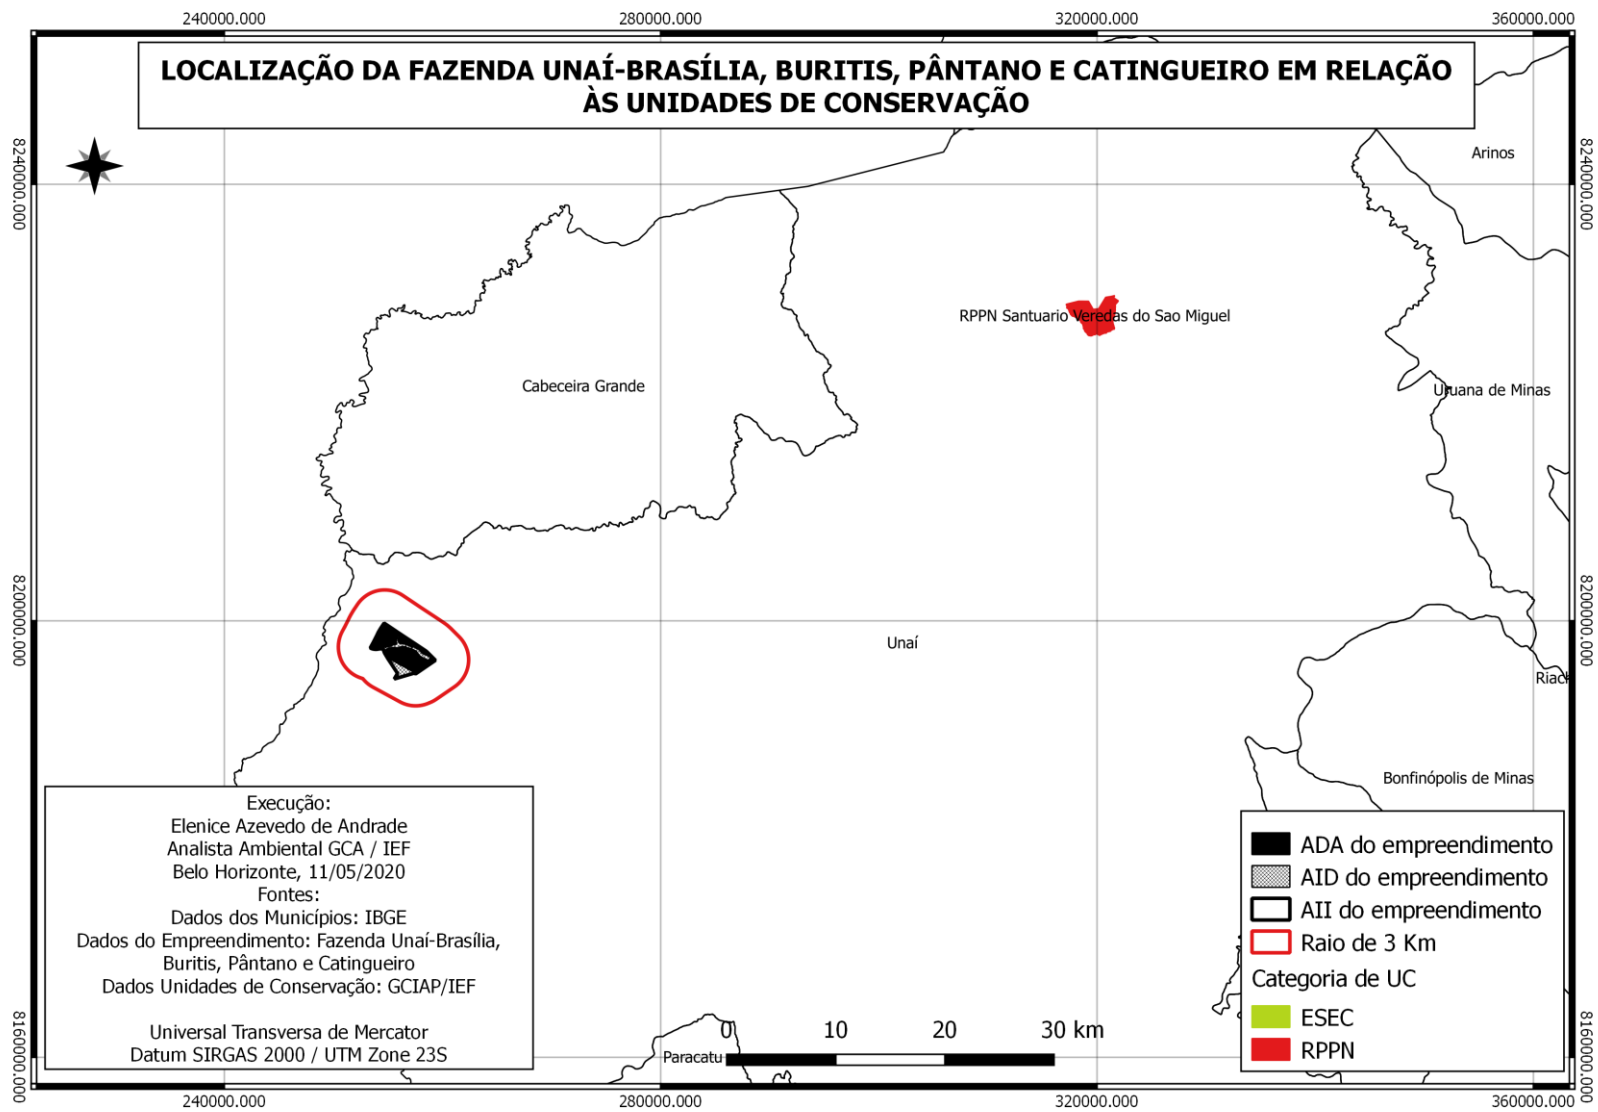 240000.000
280000.000
320000.000
360000.000
LOCALIZAÇÃO DA FAZENDA UNAÍ-BRASÍLIA, BURITIS, PÂNTANO E CATINGUEIRO EM RELAÇÃO
ÀS UNIDADES DE CONSERVAÇÃO
8240000.000
8240000.000
Arinos
RPPN Santuario Veredas do Sao Miguel
Cabeceira Grande
Uruana de Minas
8200000.000
8200000.000
Unaí
Riach
Bonfinópolis de Minas
Execução:
Elenice Azevedo de Andrade
Analista Ambiental GCA / IEF
Belo Horizonte, 11/05/2020
Fontes:
Dados dos Municípios: IBGE
Dados do Empreendimento: Fazenda Unaí-Brasília,
Buritis, Pântano e Catingueiro
Dados Unidades de Conservação: GCIAP/IEF
Universal Transversa de Mercator
Datum SIRGAS 2000 / UTM Zone 23S
ADA do empreendimento
AID do empreendimento
AII do empreendimento
Raio de 3 Km
Categoria de UC
ESEC
RPPN
0 10 20 30 km
Paracatu
8160000.000
8160000.000
240000.000
280000.000
320000.000
360000.000